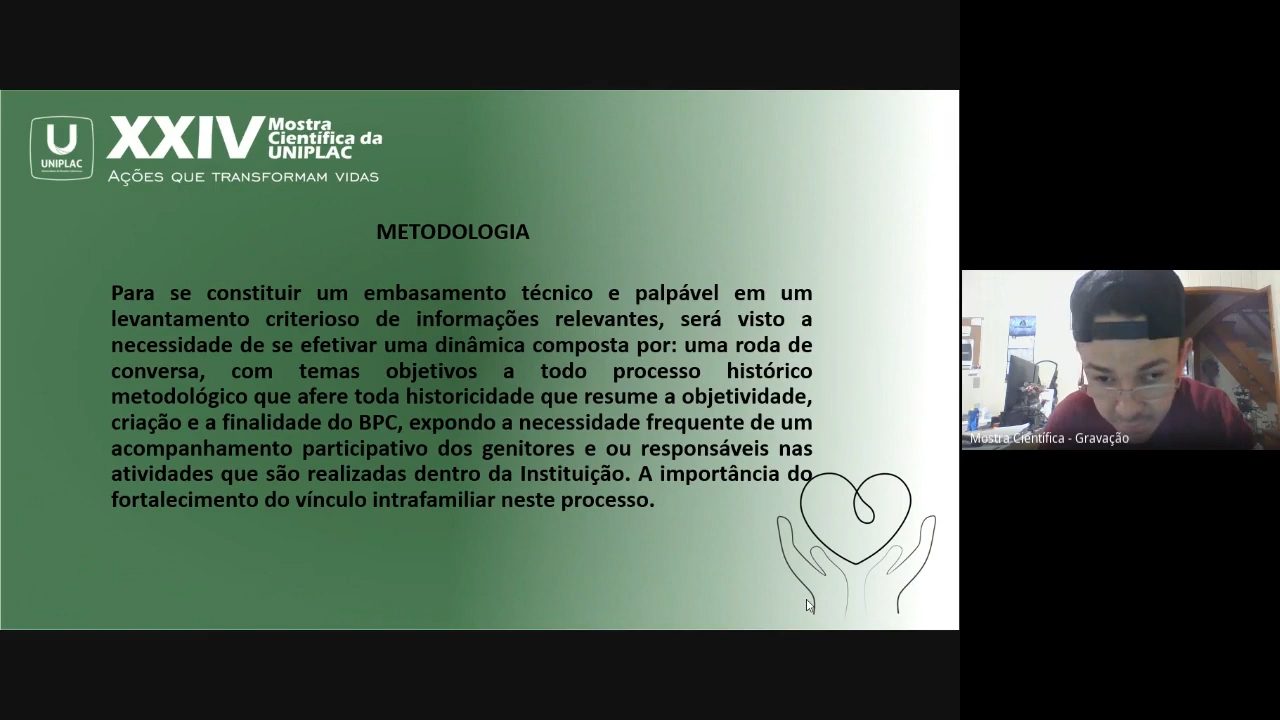 U
UNIPLAC
XXIV
Mostra
Científica da
UNIPLAC
AÇÕES QUE TRANSFORMAM VIDAS
METODOLOGIA
Para se constituir um embasamento técnico e palpável em um
levantamento criterioso de informações relevantes, será visto a
necessidade de se efetivar uma dinâmica composta por: uma roda de
conversa, com temas objetivos a todo processo histórico
metodológico que afere toda historicidade que resume a objetividade,
criação e a finalidade do BPC, expondo a necessidade frequente de um
acompanhamento participativo dos genitores e ou responsáveis nas
atividades que são realizadas dentro da Instituição. A importância do
fortalecimento do vínculo intrafamiliar neste processo.
Mostra Científica - Gravação